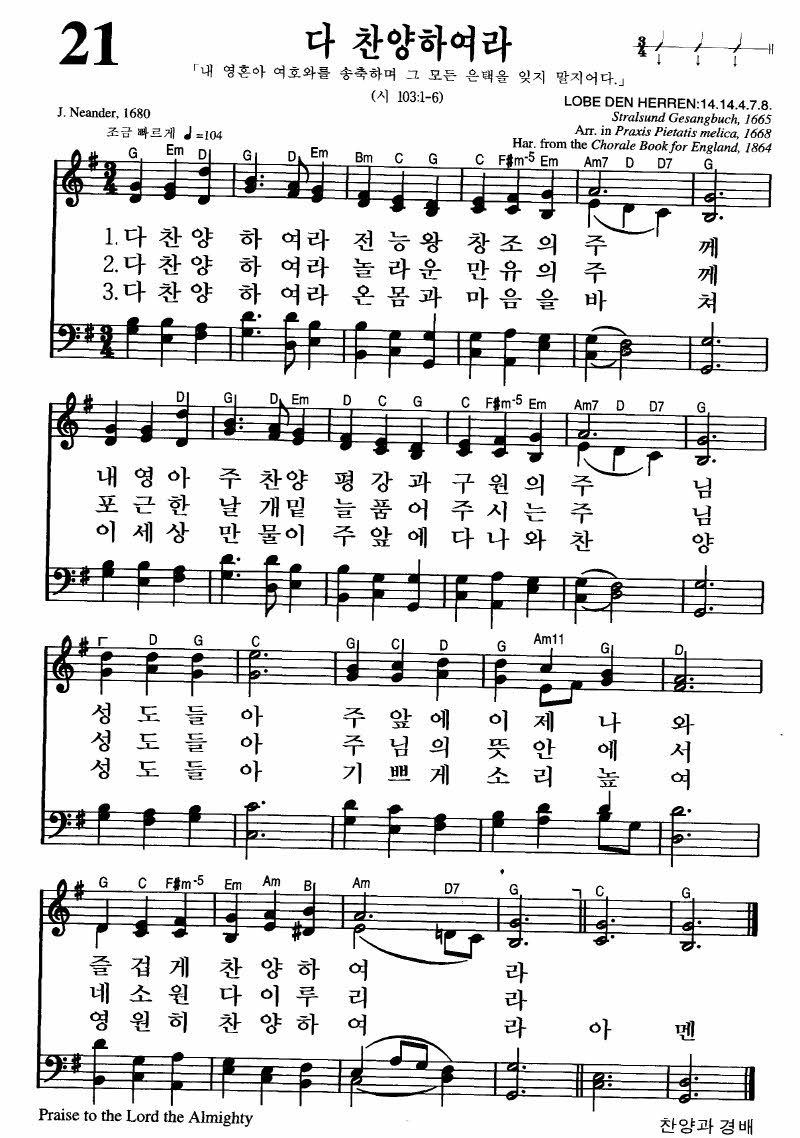 21
다 찬양하여라
「내 영혼아 여호와를 송축하며 그 모든 은택을 잊지 말지어다.」
(시 103:1-6)
3/4
J. Neander, 1680
LOBE DEN HERREN:14.14.4.7.8.
Stralsund Gesangbuch, 1665
Arr. in Praxis Pietatis melica, 1668
Har. from the Chorale Book for England, 1864
조금 빠르게 ♩=104
G Em D G D Em Bm C G C F#m-5 Em Am7 D D7 G
1.다 찬 양 하 여라 전 능 왕 창 조 의 주 께
2.다 찬 양 하 여라 놀 라 운 만 유 의 주 께
3.다 찬 양 하 여라 온 몸 과 마 음 을 바 쳐
D G D Em D C G C F#m-5 Em Am7 D D7 G
내 영 아 주 찬양 평 강 과 구 원 의 주 님
포 근 한 날 개밑 늘 품 어 주 시 는 주 님
이 세 상 만 물이 주 앞 에 다 나 와 찬 양
D G C G C D G Am11 G D
성 도 들 아 주 앞 에 이 제 나 와
성 도 들 아 주 님 의 뜻 안 에 서
성 도 들 아 기 쁘 게 소 리 높 여
G C F#m-5 Em Am B Am D7 G C G
즐 겁 게 찬 양 하 여 라
네 소 원 다 이 루 리 라
영 원 히 찬 양 하 여 라 아 멘
Praise to the Lord the Almighty
찬양과 경배